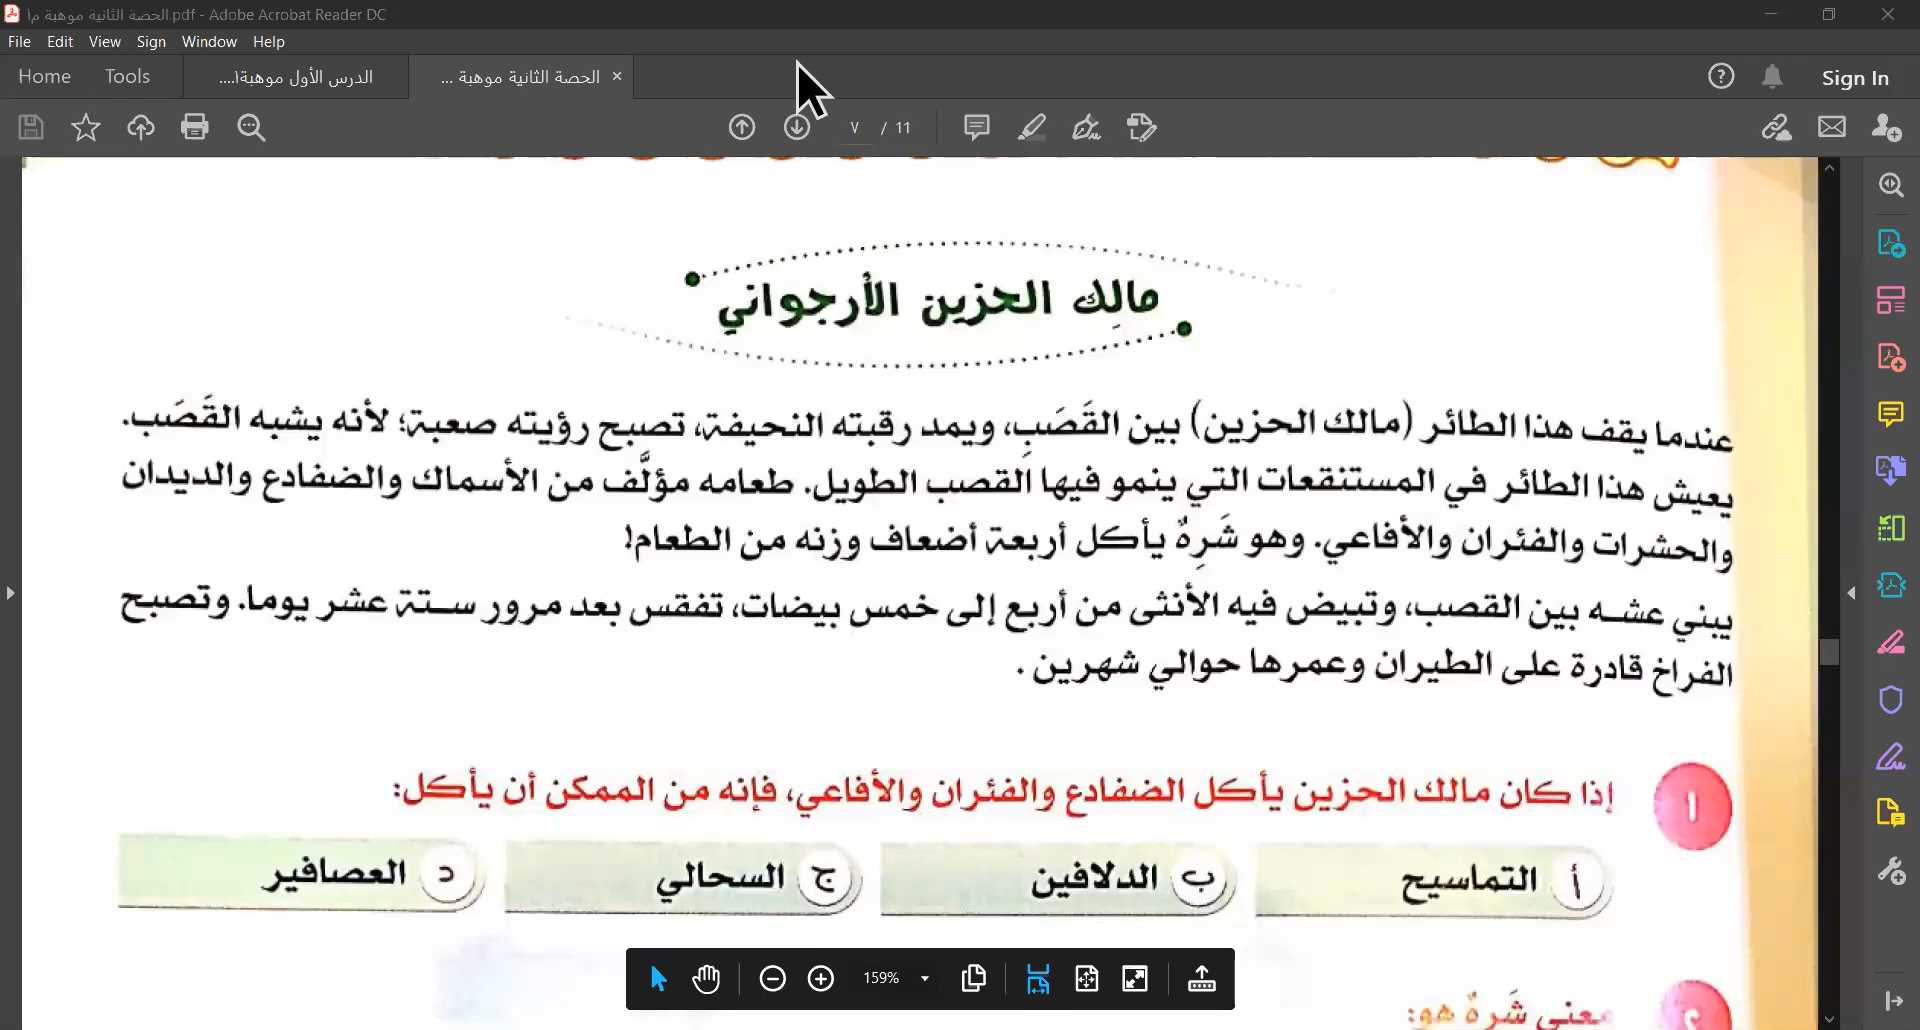 الحصة الثانية موهبة م١.pdf - Adobe Acrobat Reader DC
File Edit View Sign Window Help
Home Tools الدرس الأول موهبة١.... الحصة الثانية موهبة ... × Sign In
٧ / 11
مالِك الحزين الأرجواني
عندما يقف هذا الطائر (مالك الحزين) بين القَصَبِ، ويمد رقبته النحيفة، تصبح رؤيته صعبة؛ لأنه يشبه القَصَب.
يعيش هذا الطائر في المستنقعات التي ينمو فيها القصب الطويل. طعامه مؤلَّف من الأسماك والضفادع والديدان
والحشرات والفئران والأفاعي. وهو شَرِهٌ يأكل أربعة أضعاف وزنه من الطعام!
يبني عشه بين القصب، وتبيض فيه الأنثى من أربع إلى خمس بيضات، تفقس بعد مرور ستة عشر يوما. وتصبح
الفراخ قادرة على الطيران وعمرها حوالي شهرين .
١ إذا كان مالك الحزين يأكل الضفادع والفئران والأفاعي، فإنه من الممكن أن يأكل:
أ التماسيح ب الدلافين ج السحالي د العصافير
159%
٢ معنى شَرِهٌ هو: